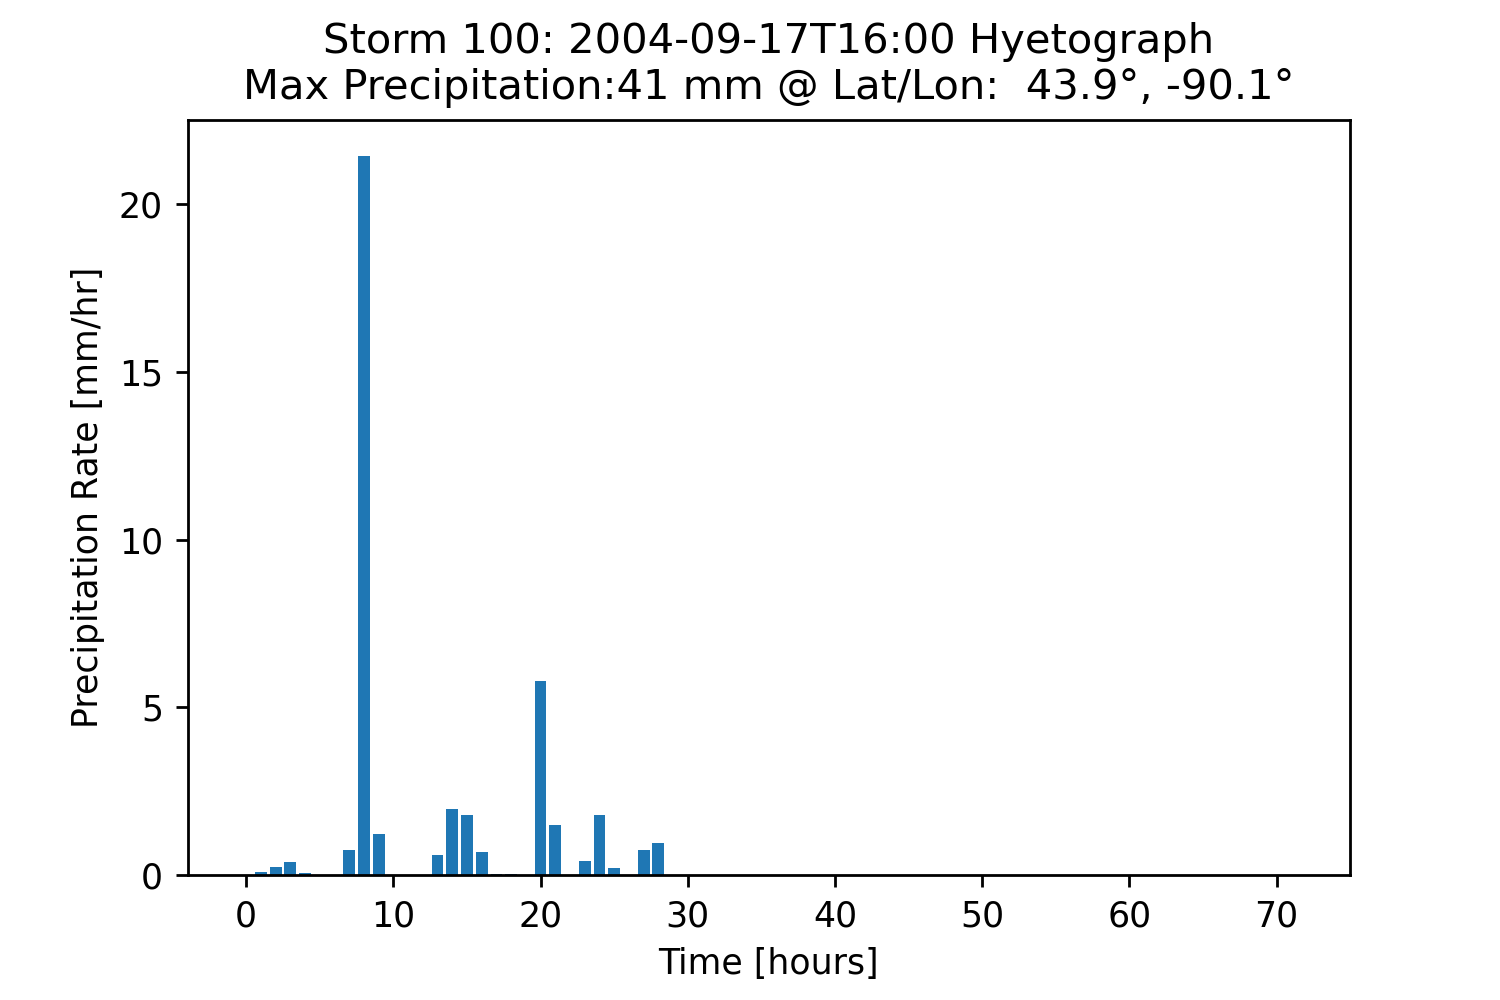 Storm 100: 2004-09-17T16:00 Hyetograph
Max Precipitation:41 mm @ Lat/Lon:  43.9°, -90.1°
20
15
10
5
0
Precipitation Rate [mm/hr]
0 10 20 30 40 50 60 70
Time [hours]